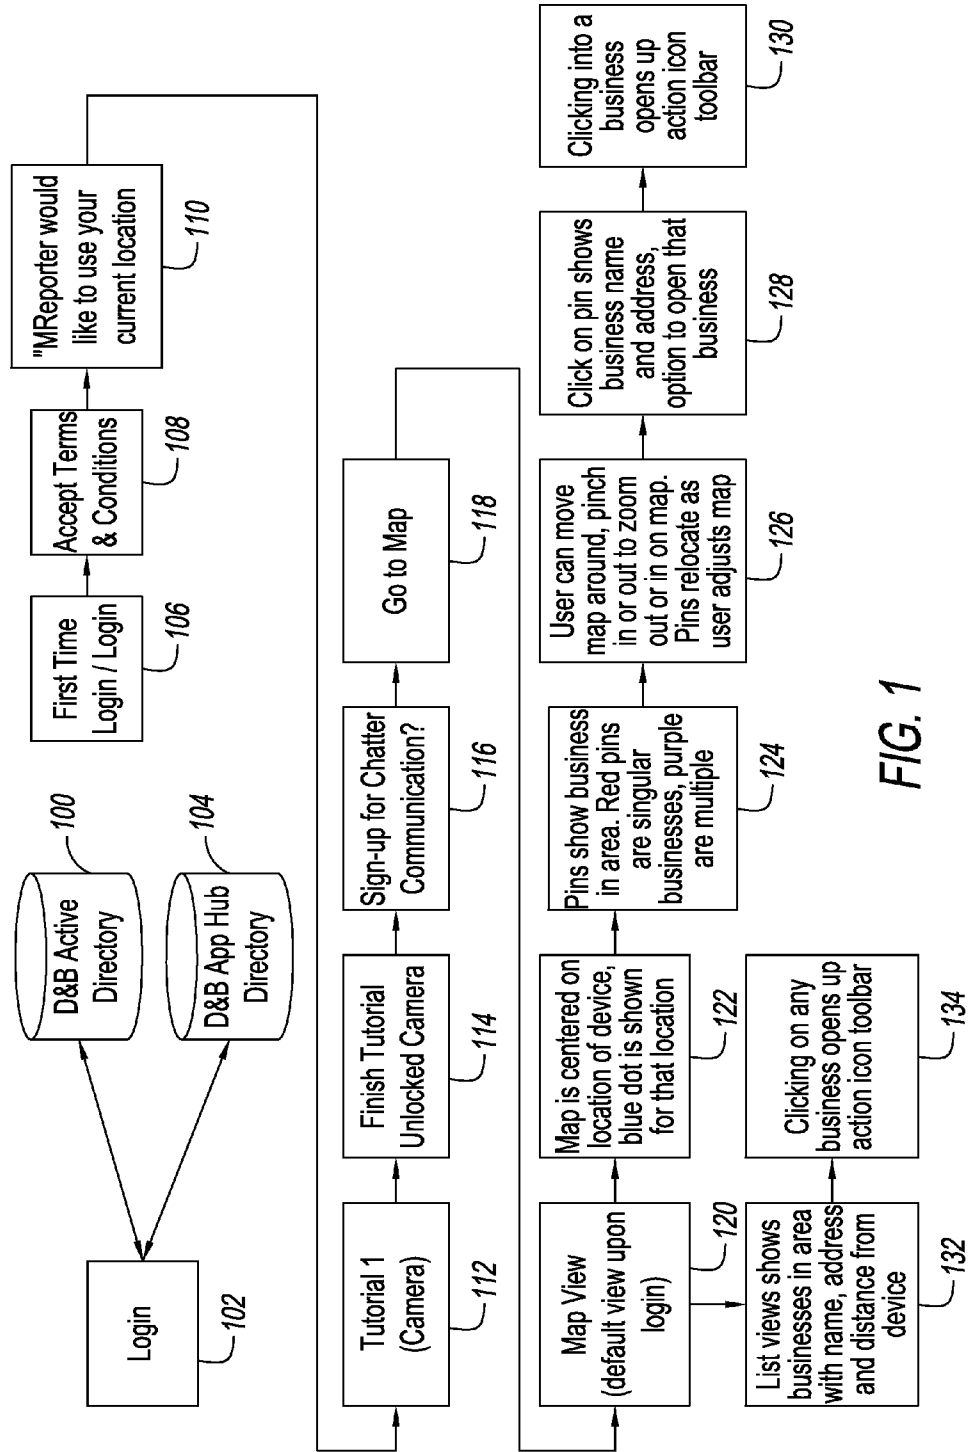 Login
102
D&B Active
Directory
100
D&B App Hub
Directory
104
First Time
Login / Login
106
Accept Terms
& Conditions
108
"MReporter would
like to use your
current location
110
Tutorial 1
(Camera)
112
Finish Tutorial
Unlocked Camera
114
Sign-up for Chatter
Communication?
116
Go to Map
118
Map View
(default view upon
login)
120
Map is centered on
location of device,
blue dot is shown
for that location
122
Pins show business
in area. Red pins
are singular
businesses, purple
are multiple
124
User can move
map around, pinch
in or out to zoom
out or in on map.
Pins relocate as
user adjusts map
126
Click on pin shows
business name
and address,
option to open that
business
128
Clicking into a
business
opens up
action icon
toolbar
130
List views shows
businesses in area
with name, address
and distance from
device
132
Clicking on any
business opens up
action icon toolbar
134
FIG. 1